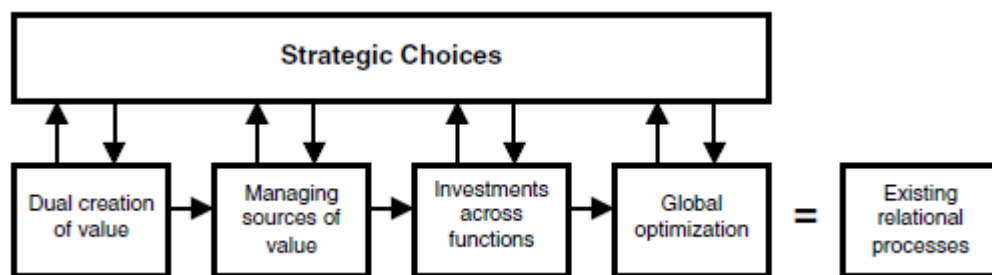 Strategic Choices
Dual creation
of value
Managing
sources of
value
Investments
across
functions
Global
optimization
=
Existing
relational
processes